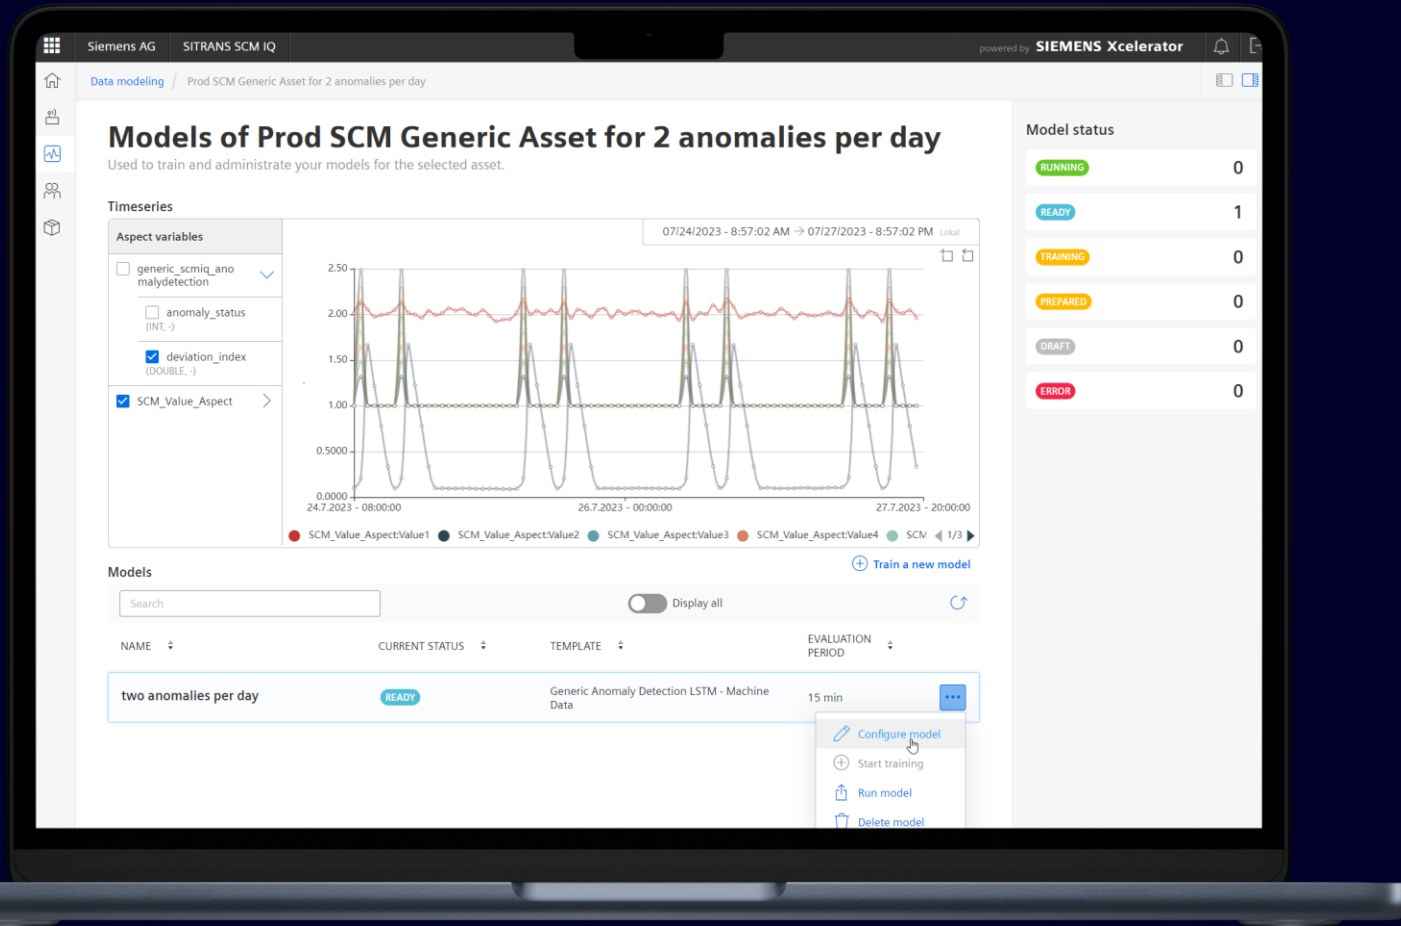 Siemens AG
SITRANS SCM IQ
powered by SIEMENS Xcelerator
Data modeling / Prod SCM Generic Asset for 2 anomalies per day
Models of Prod SCM Generic Asset for 2 anomalies per day
Used to train and administrate your models for the selected asset.
Timeseries
Aspect variables
generic_scmiq_ano
malydetection
anomaly_status
(INT, -)
deviation_index
(DOUBLE, -)
SCM_Value_Aspect
07/24/2023 - 8:57:02 AM → 07/27/2023 - 8:57:02 PM Lokal
2.50
2.00
1.50
1.00
0.5000
0.0000
24.7.2023 - 08:00:00
26.7.2023 - 00:00:00
27.7.2023 - 20:00:00
SCM_Value_Aspect:Value1
SCM_Value_Aspect:Value2
SCM_Value_Aspect:Value3
SCM_Value_Aspect:Value4
SCM
1/3
Models
Train a new model
Search
Display all
NAME
CURRENT STATUS
TEMPLATE
EVALUATION
PERIOD
two anomalies per day
READY
Generic Anomaly Detection LSTM - Machine
Data
15 min
Configure model
Start training
Run model
Delete model
Model status
RUNNING 0
READY 1
TRAINING 0
PREPARED 0
DRAFT 0
ERROR 0